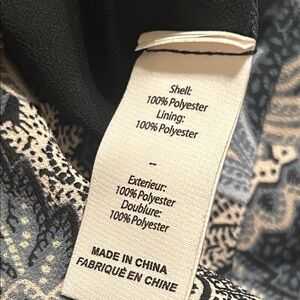 Shell:
100% Polyester
Lining:
100% Polyester
-
Exterieur:
100% Polyester
Doublure:
100% Polyester
MADE IN CHINA
FABRIQUÉ EN CHINE